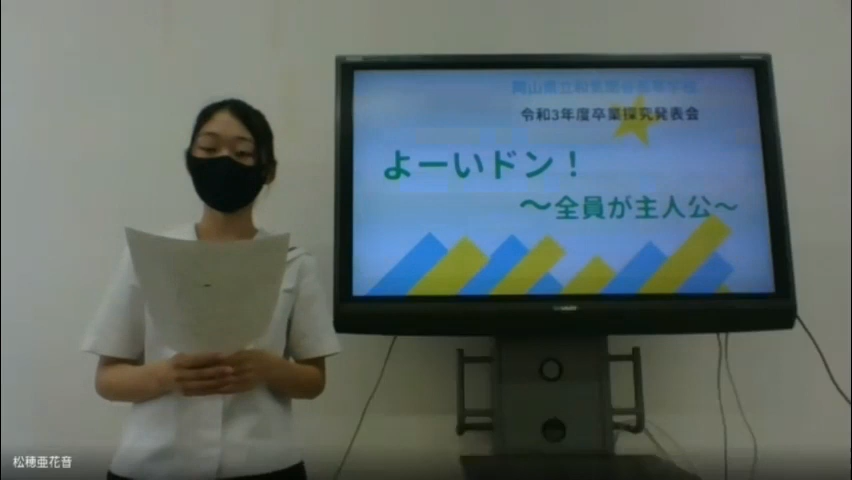 岡山県立和気閑谷高等学校
令和3年度卒業探究発表会
よーいドン！
～全員が主人公～
松穂亜花音